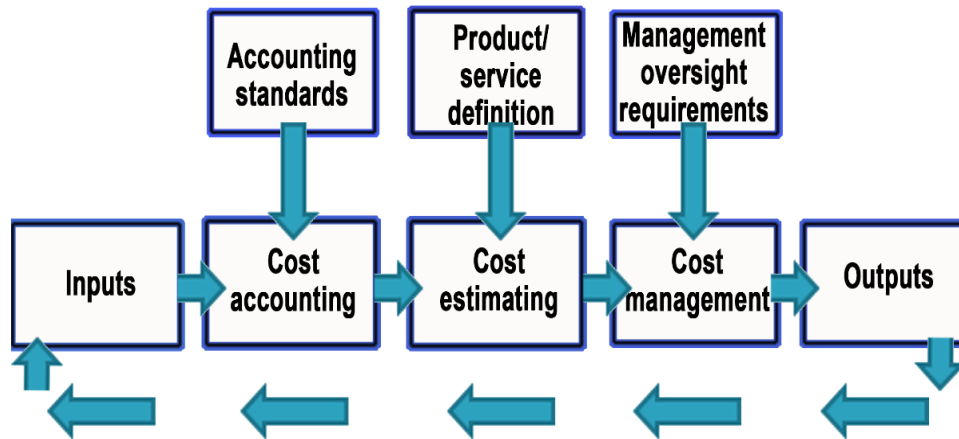 Accounting
standards
Product/
service
definition
Management
oversight
requirements
Inputs
Cost
accounting
Cost
estimating
Cost
management
Outputs